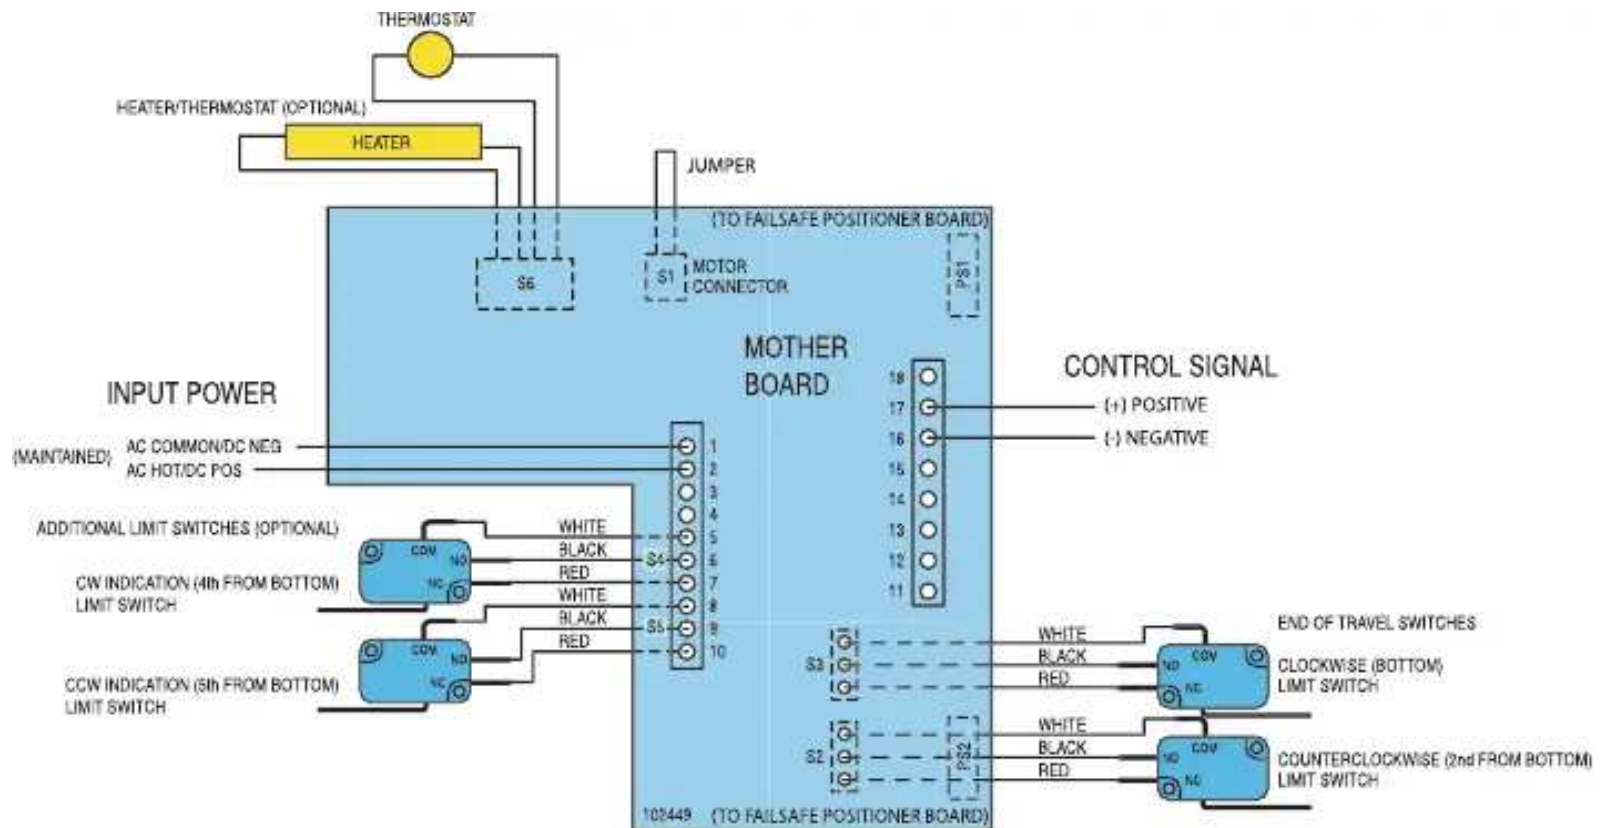 THERMOSTAT
HEATER/THERMOSTAT (OPTIONAL)
HEATER
JUMPER
(TO FAILSAFE POSITIONER BOARD)
S6
S1
MOTOR
CONNECTOR
PS1
MOTHER
BOARD
INPUT POWER
(MAINTAINED)
AC COMMON/DC NEG
AC HOT/DC POS
1
2
3
4
5
6
7
8
9
10
18
17
16
15
14
13
12
11
CONTROL SIGNAL
(+) POSITIVE
(-) NEGATIVE
ADDITIONAL LIMIT SWITCHES (OPTIONAL)
COM
NO
NC
WHITE
BLACK
RED
S4
CW INDICATION (4th FROM BOTTOM)
LIMIT SWITCH
COM
NO
NC
WHITE
BLACK
RED
S5
CCW INDICATION (5th FROM BOTTOM)
LIMIT SWITCH
END OF TRAVEL SWITCHES
S3
WHITE
BLACK
RED
COM
NO
NC
CLOCKWISE (BOTTOM)
LIMIT SWITCH
S2
PS2
WHITE
BLACK
RED
COM
NO
NC
COUNTERCLOCKWISE (2nd FROM BOTTOM)
LIMIT SWITCH
102449
(TO FAILSAFE POSITIONER BOARD)